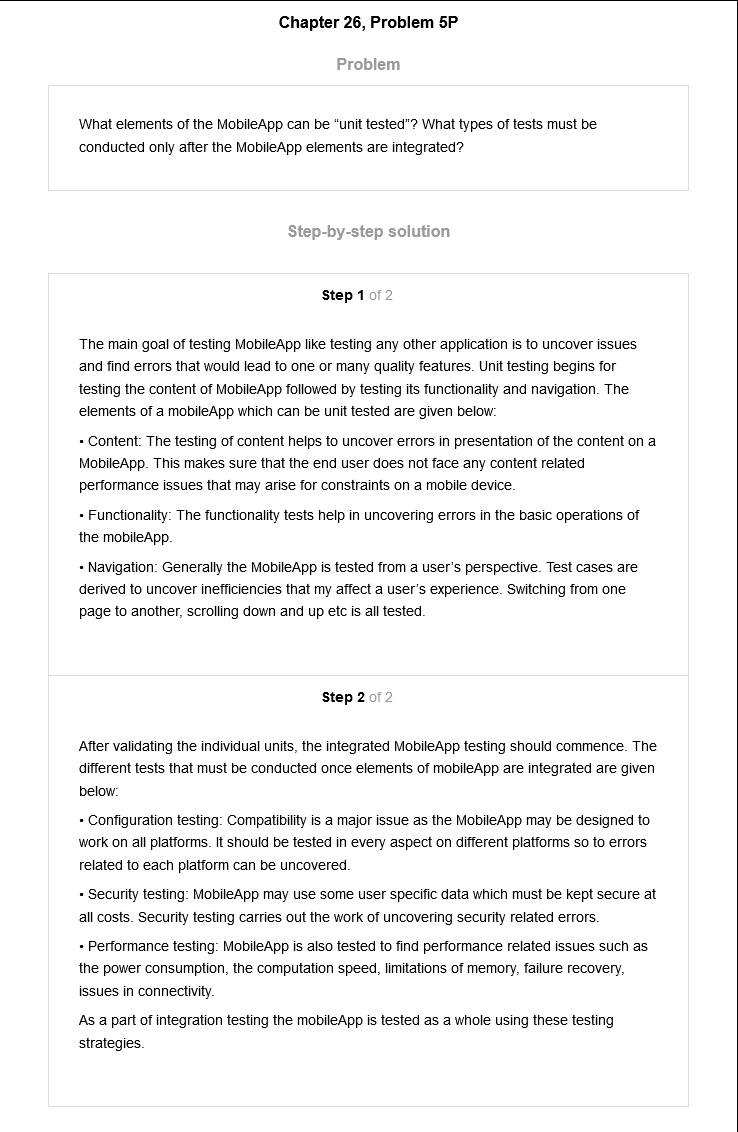 Chapter 26, Problem 5P
Problem
What elements of the MobileApp can be “unit tested”? What types of tests must be
conducted only after the MobileApp elements are integrated?
Step-by-step solution
Step 1 of 2
The main goal of testing MobileApp like testing any other application is to uncover issues
and find errors that would lead to one or many quality features. Unit testing begins for
testing the content of MobileApp followed by testing its functionality and navigation. The
elements of a mobileApp which can be unit tested are given below:
• Content: The testing of content helps to uncover errors in presentation of the content on a
MobileApp. This makes sure that the end user does not face any content related
performance issues that may arise for constraints on a mobile device.
• Functionality: The functionality tests help in uncovering errors in the basic operations of
the mobileApp.
• Navigation: Generally the MobileApp is tested from a user’s perspective. Test cases are
derived to uncover inefficiencies that my affect a user’s experience. Switching from one
page to another, scrolling down and up etc is all tested.
Step 2 of 2
After validating the individual units, the integrated MobileApp testing should commence. The
different tests that must be conducted once elements of mobileApp are integrated are given
below:
• Configuration testing: Compatibility is a major issue as the MobileApp may be designed to
work on all platforms. It should be tested in every aspect on different platforms so to errors
related to each platform can be uncovered.
• Security testing: MobileApp may use some user specific data which must be kept secure at
all costs. Security testing carries out the work of uncovering security related errors.
• Performance testing: MobileApp is also tested to find performance related issues such as
the power consumption, the computation speed, limitations of memory, failure recovery,
issues in connectivity.
As a part of integration testing the mobileApp is tested as a whole using these testing
strategies.